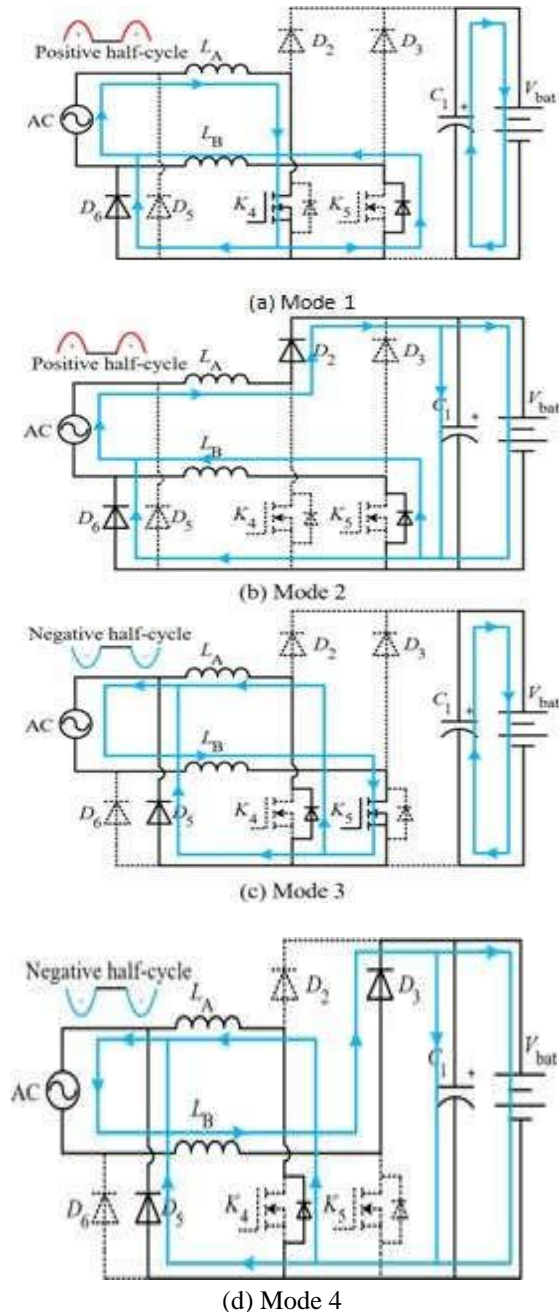 Positive half-cycle
L_A
D_2
D_3
C_1 +
V_bat
AC
L_B
D_6
D_5
K_4
K_5
(a) Mode 1
Positive half-cycle
L_A
D_2
D_3
C_1 +
V_bat
AC
L_B
D_6
D_5
K_4
K_5
(b) Mode 2
Negative half-cycle
L_A
D_2
D_3
C_1 +
V_bat
AC
L_B
D_6
D_5
K_4
K_5
(c) Mode 3
Negative half-cycle
L_A
D_2
D_3
C_1 +
V_bat
AC
L_B
D_6
D_5
K_4
K_5
(d) Mode 4